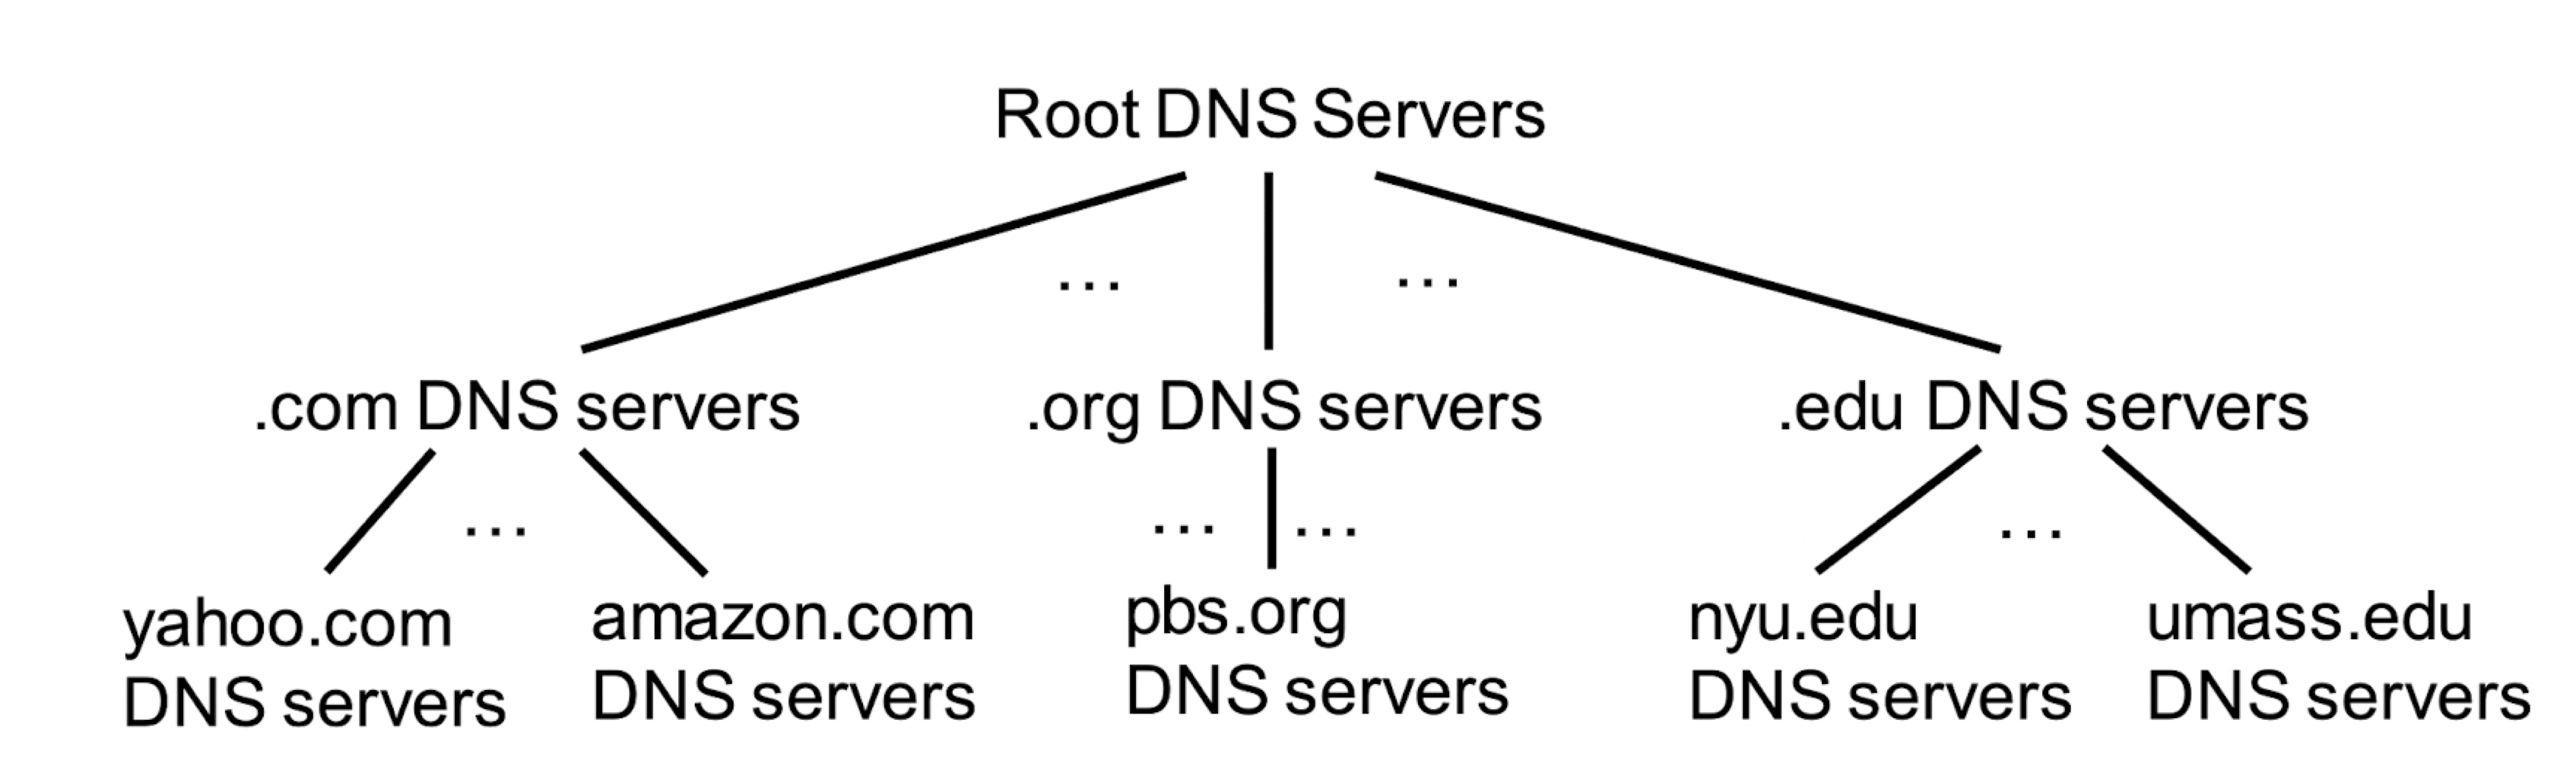 Root DNS Servers
... ...
.com DNS servers .org DNS servers .edu DNS servers
... ... ... ...
yahoo.com amazon.com pbs.org nyu.edu umass.edu
DNS servers DNS servers DNS servers DNS servers DNS servers